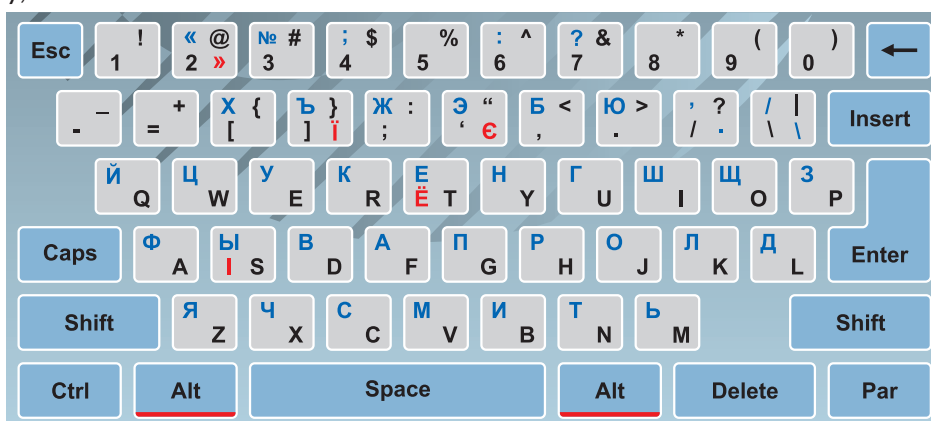 Esc ! 1 « @ 2 » № # 3 ; $ 4 % 5 : ^ 6 ? & 7 * 8 ( 9 ) 0 ←
_ - + = Х { [ Ъ } ] Ї Ж : ; Э “ ‘ Є Б < , Ю > . , ? / . / | \ \ Insert
Й Q Ц W У E К R Е Ё T Н Y Г U Ш I Щ O З P
Caps Ф A Ы І S В D А F П G Р H О J Л K Д L Enter
Shift Я Z Ч X С C М V И B Т N Ь M Shift
Ctrl Alt Space Alt Delete Par